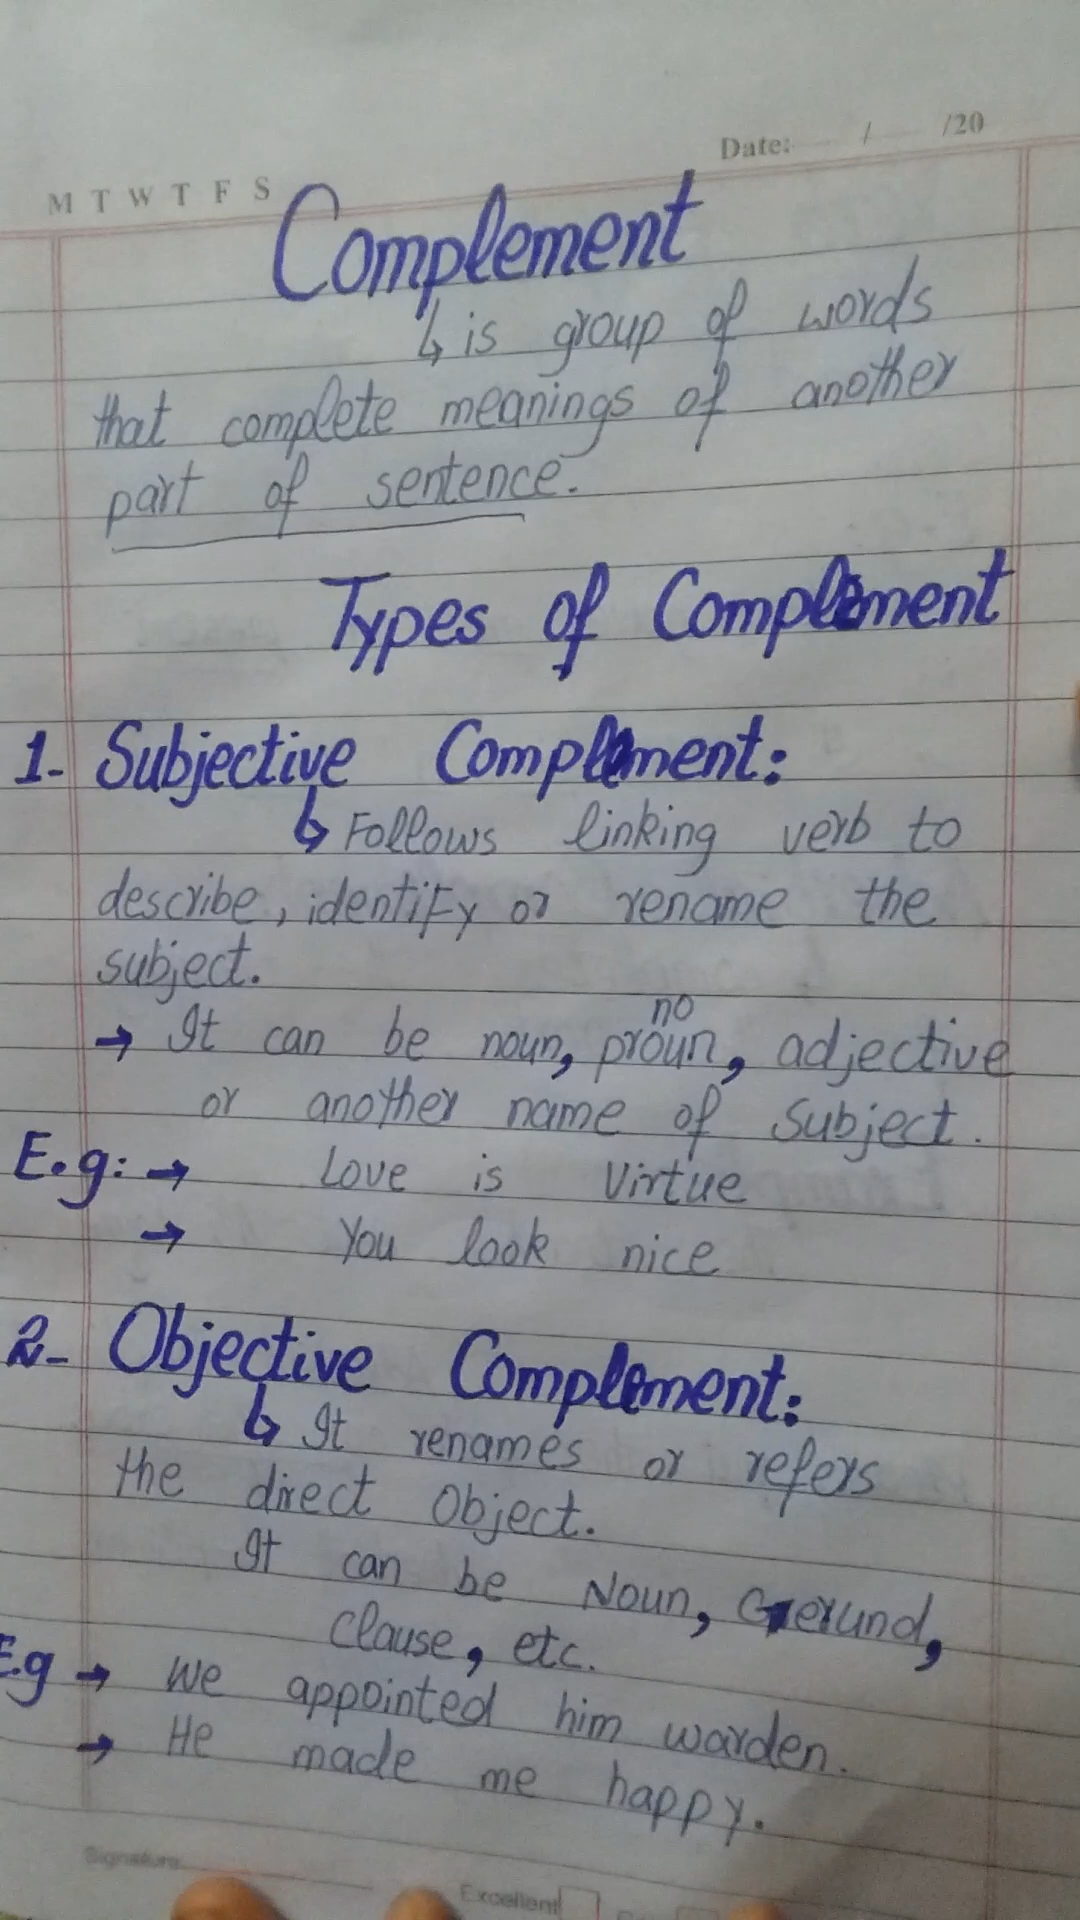 Date: / /20
M T W T F S
Complement
↳ is group of words
that complete meanings of another
part of sentence.
Types of Complement
1- Subjective Complement:
↳ Follows linking verb to
describe, identify or rename the
subject.
→ It can be noun, pronoun, adjective
or another name of subject.
E.g: → Love is Virtue
→ You look nice
2- Objective Complement:
↳ It renames or refers
the direct Object.
It can be Noun, Gerund,
Clause, etc.
E.g → We appointed him warden.
→ He made me happy.
Signature
Excellent